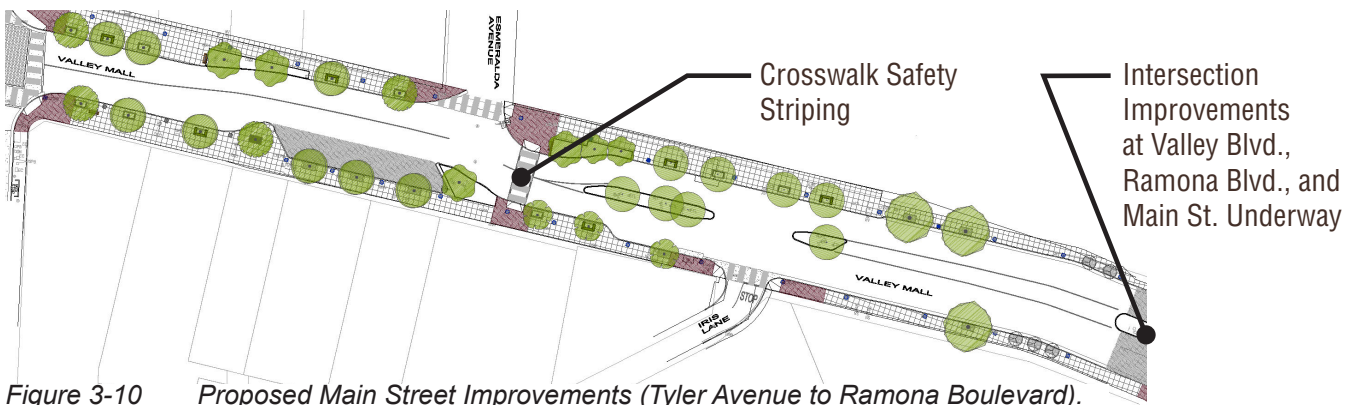 ESMERALDA
AVENUE
VALLEY MALL
Crosswalk Safety
Striping
Intersection
Improvements
at Valley Blvd.,
Ramona Blvd., and
Main St. Underway
VALLEY MALL
STOP
IRIS
LANE
Figure 3-10 Proposed Main Street Improvements (Tyler Avenue to Ramona Boulevard).